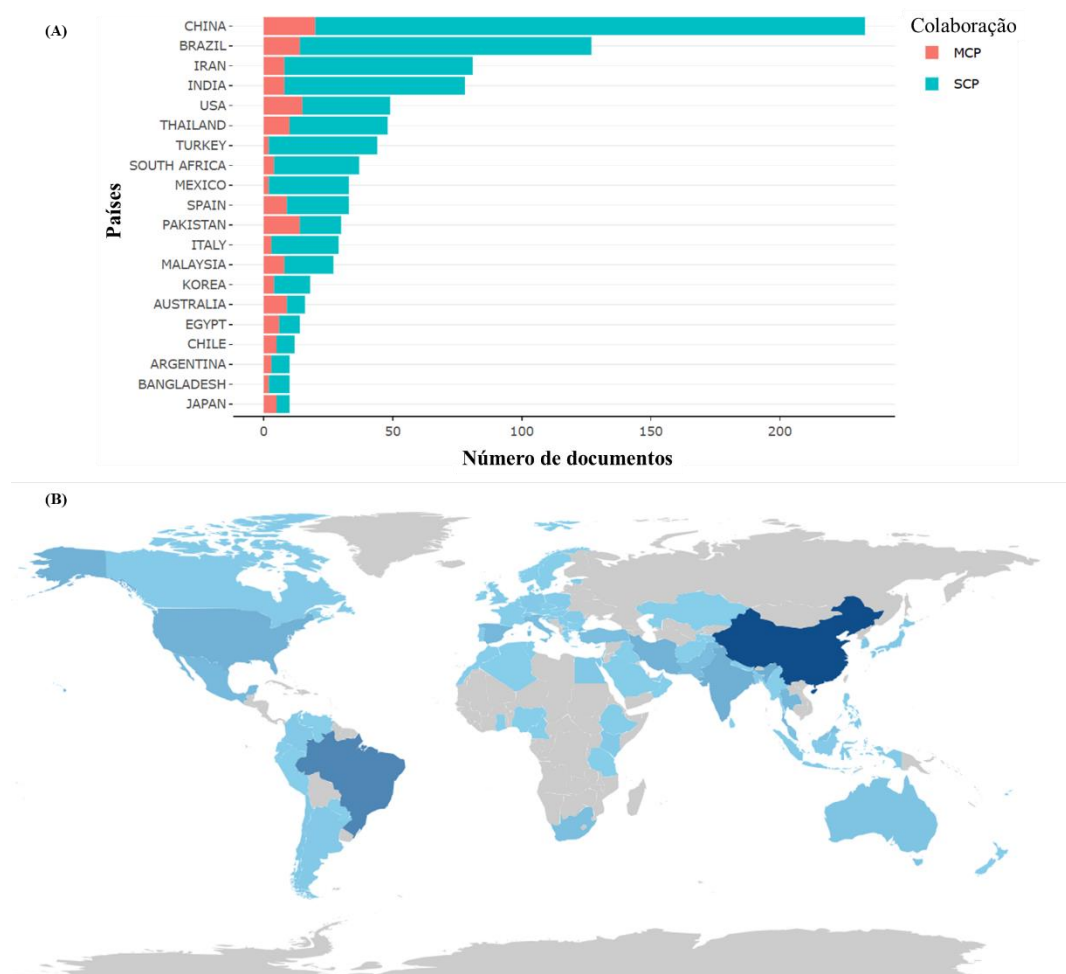 (A)
Colaboração
MCP
SCP
Países
CHINA
BRAZIL
IRAN
INDIA
USA
THAILAND
TURKEY
SOUTH AFRICA
MEXICO
SPAIN
PAKISTAN
ITALY
MALAYSIA
KOREA
AUSTRALIA
EGYPT
CHILE
ARGENTINA
BANGLADESH
JAPAN
0 50 100 150 200
Número de documentos
(B)